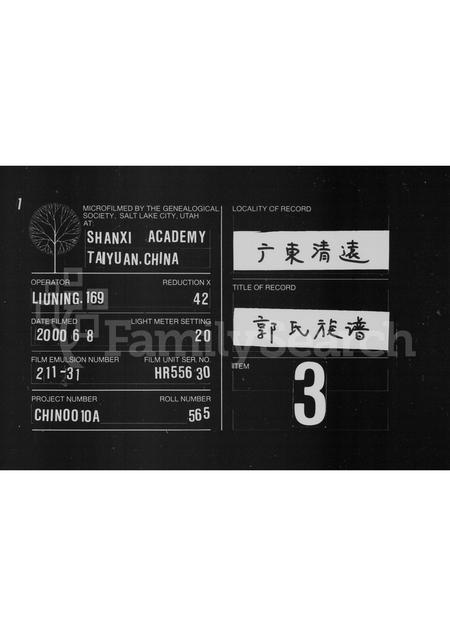 1
MICROFILMED BY THE GENEALOGICAL
SOCIETY, SALT LAKE CITY, UTAH
AT:
SHANXI ACADEMY
TAIYUAN.CHINA
OPERATOR REDUCTION X
LIUNING.169 42
DATE FILMED LIGHT METER SETTING
2000 6 8 20
FILM EMULSION NUMBER FILM UNIT SER. NO.
211-31 HR556 30
PROJECT NUMBER ROLL NUMBER
CHIN0010A 565
LOCALITY OF RECORD
广東清遠
TITLE OF RECORD
郭氏族谱
ITEM
3
FamilySearch